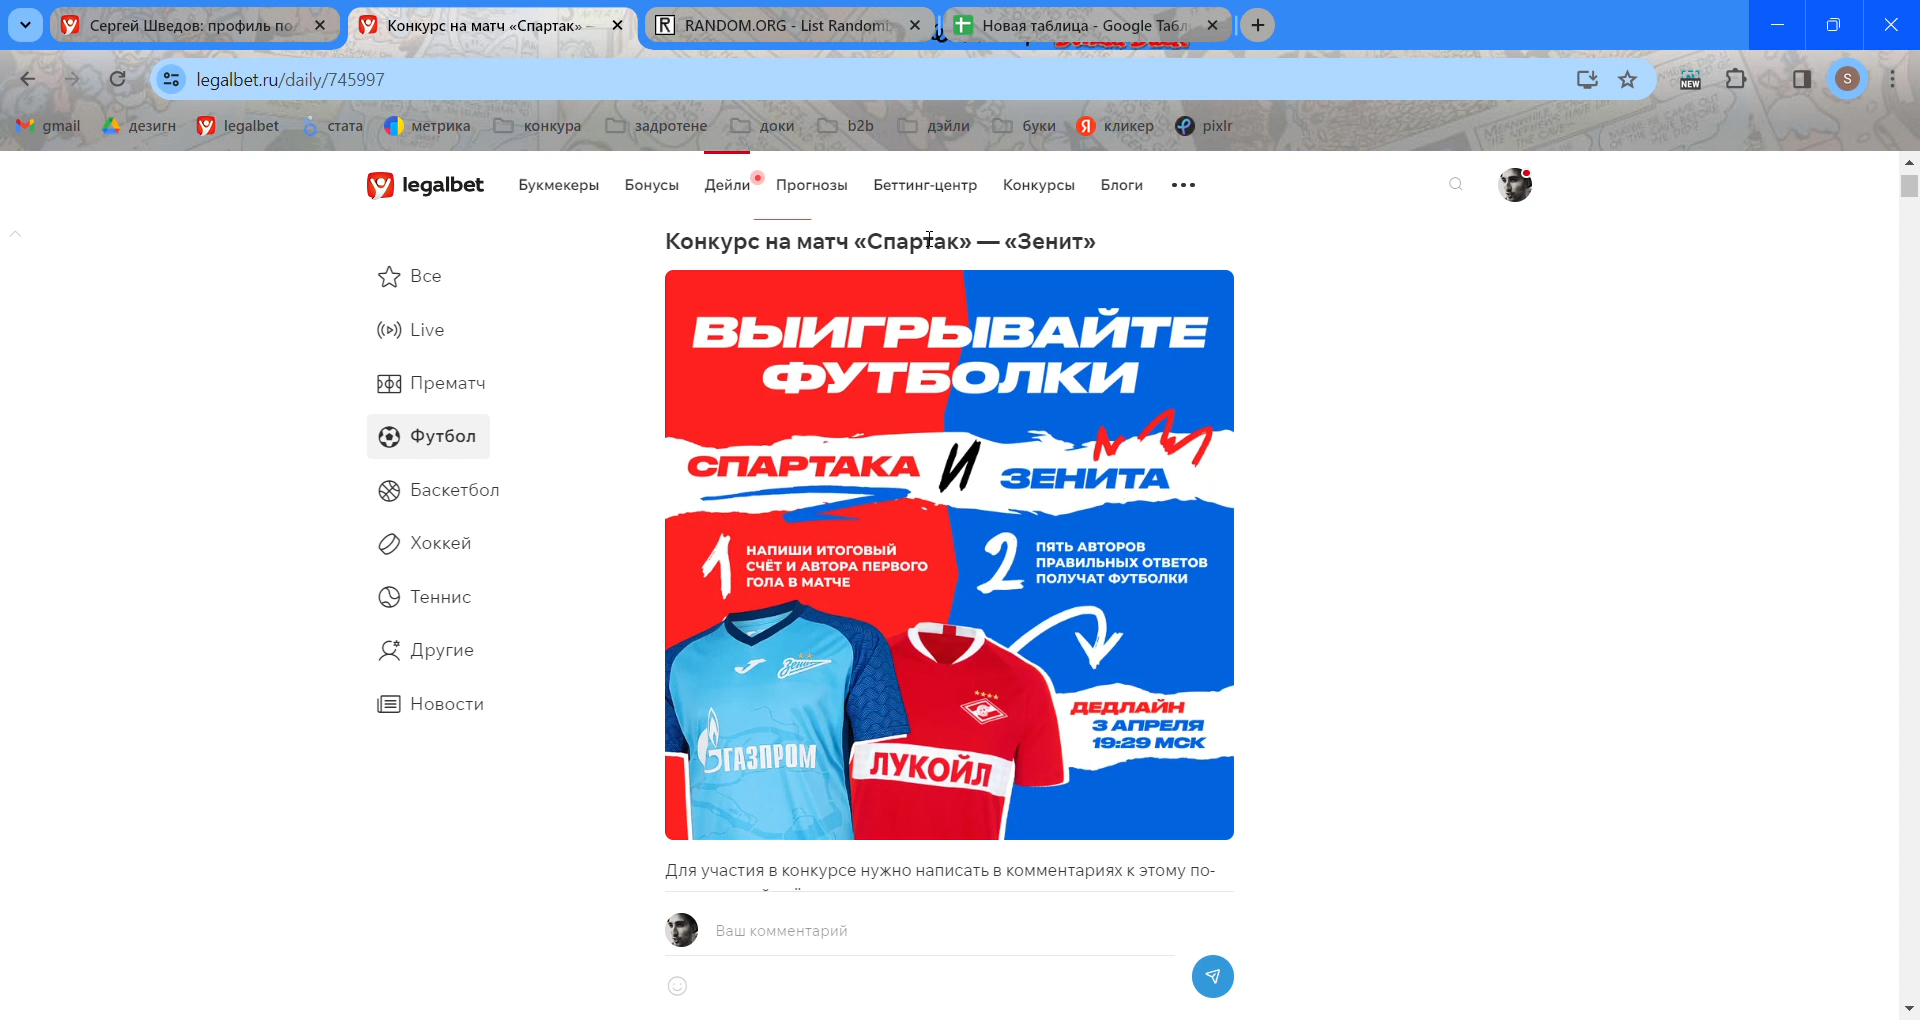 Сергей Шведов: профиль по
Конкурс на матч «Спартак» –
RANDOM.ORG - List Randomi
Новая таблица - Google Табл
legalbet.ru/daily/745997
NEW
S
gmail
дезигн
legalbet
стата
метрика
конкура
задротене
доки
b2b
дэйли
буки
кликер
pixlr
legalbet
Букмекеры
Бонусы
Дейли
Прогнозы
Беттинг-центр
Конкурсы
Блоги
Конкурс на матч «Спартак» — «Зенит»
Все
Live
Прематч
Футбол
Баскетбол
Хоккей
Теннис
Другие
Новости
ВЫИГРЫВАЙТЕ
ФУТБОЛКИ
СПАРТАКА И ЗЕНИТА
1 НАПИШИ ИТОГОВЫЙ
СЧЁТ И АВТОРА ПЕРВОГО
ГОЛА В МАТЧЕ
2 ПЯТЬ АВТОРОВ
ПРАВИЛЬНЫХ ОТВЕТОВ
ПОЛУЧАТ ФУТБОЛКИ
Зенит
ГАЗПРОМ
ЛУКОЙЛ
ДЕДЛАЙН
3 АПРЕЛЯ
19:29 МСК
Для участия в конкурсе нужно написать в комментариях к этому по-
Ваш комментарий